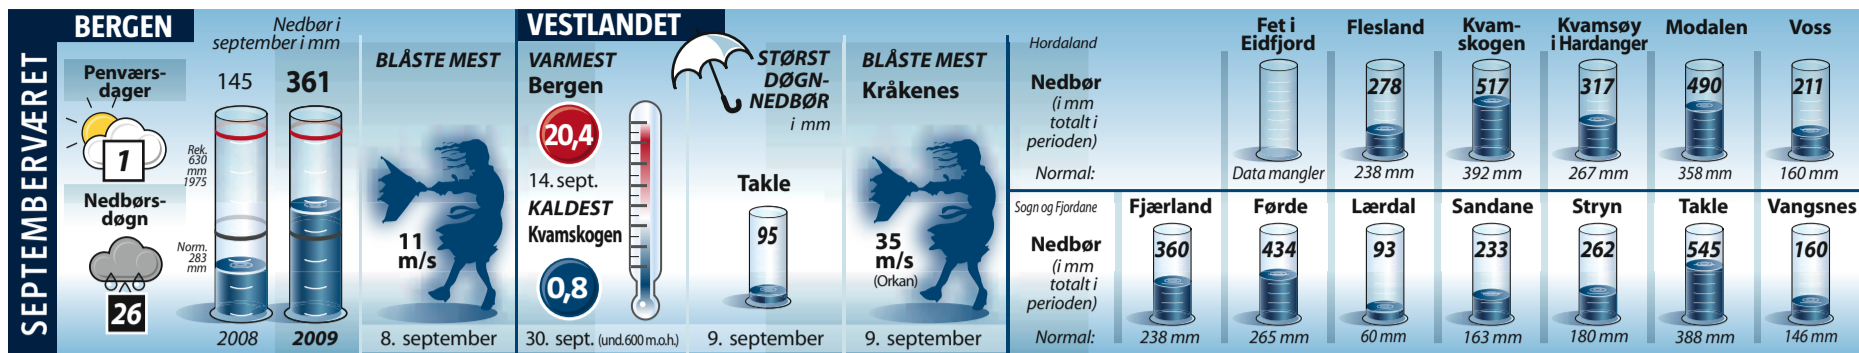 SEPTEMBERVÆRET
BERGEN
Penværs-
dager
1
Nedbørs-
døgn
26
Nedbør i
september i mm
145
361
Rek.
630
mm
1975
Norm.
283
mm
2008
2009
BLÅSTE MEST
11
m/s
8. september
VESTLANDET
VARMEST
Bergen
20,4
14. sept.
KALDEST
Kvamskogen
0,8
30. sept. (und.600 m.o.h.)
STØRST
DØGN-
NEDBØR
i mm
Takle
95
9. september
BLÅSTE MEST
Kråkenes
35
m/s
(Orkan)
9. september
Hordaland
Nedbør
(i mm
totalt i
perioden)
Normal:
Fet i
Eidfjord
Data mangler
Flesland
278
238 mm
Kvam-
skogen
517
392 mm
Kvamsøy
i Hardanger
317
267 mm
Modalen
490
358 mm
Voss
211
160 mm
Sogn og Fjordane
Nedbør
(i mm
totalt i
perioden)
Normal:
Fjærland
360
238 mm
Førde
434
265 mm
Lærdal
93
60 mm
Sandane
233
163 mm
Stryn
262
180 mm
Takle
545
388 mm
Vangsnes
160
146 mm